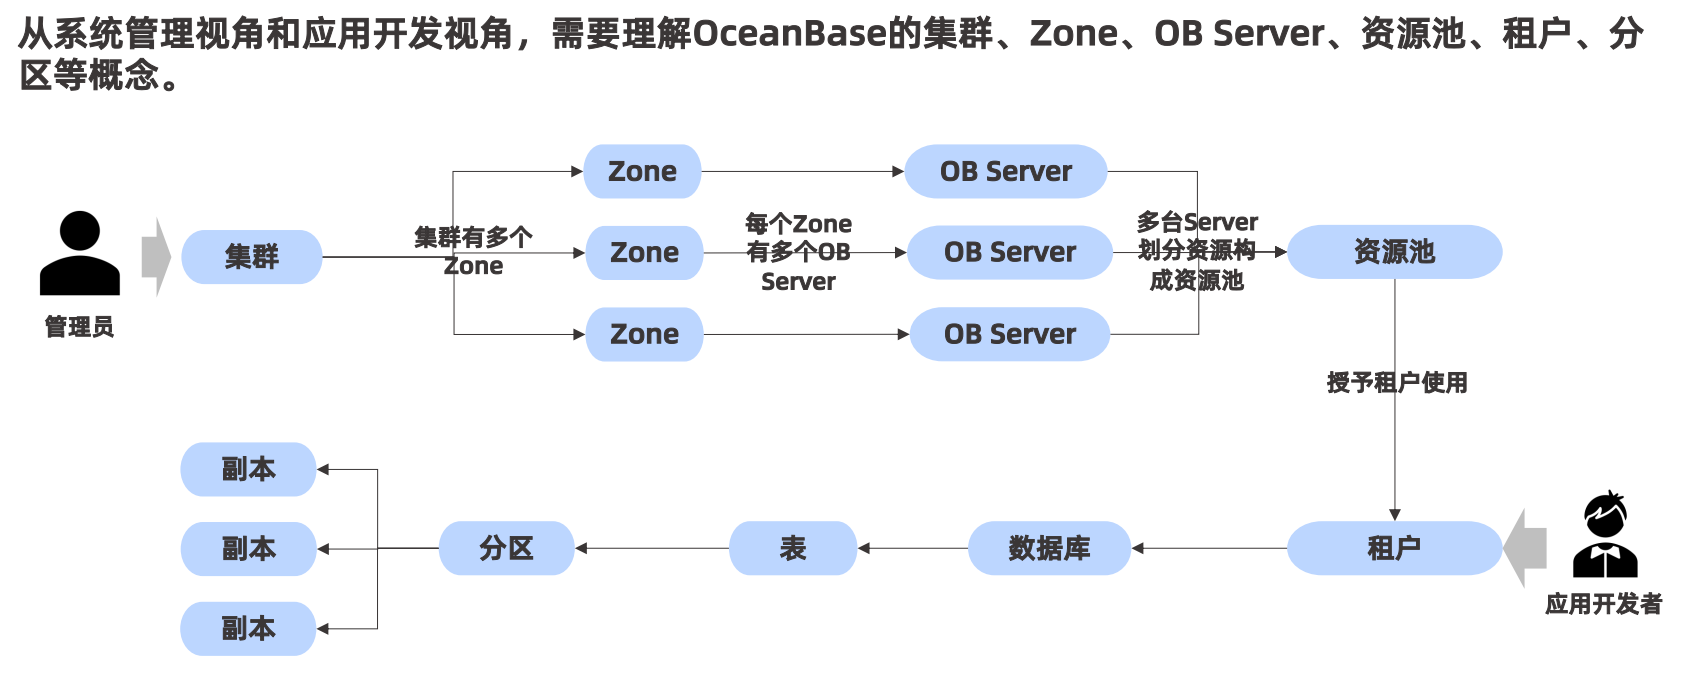 从系统管理视角和应用开发视角，需要理解OceanBase的集群、Zone、OB Server、资源池、租户、分
区等概念。
Zone
OB Server
集群
集群有多个
Zone
Zone
每个Zone
有多个OB
Server
OB Server
多台Server
划分资源构
成资源池
资源池
管理员
Zone
OB Server
授予租户使用
副本
副本
副本
分区
表
数据库
租户
应用开发者